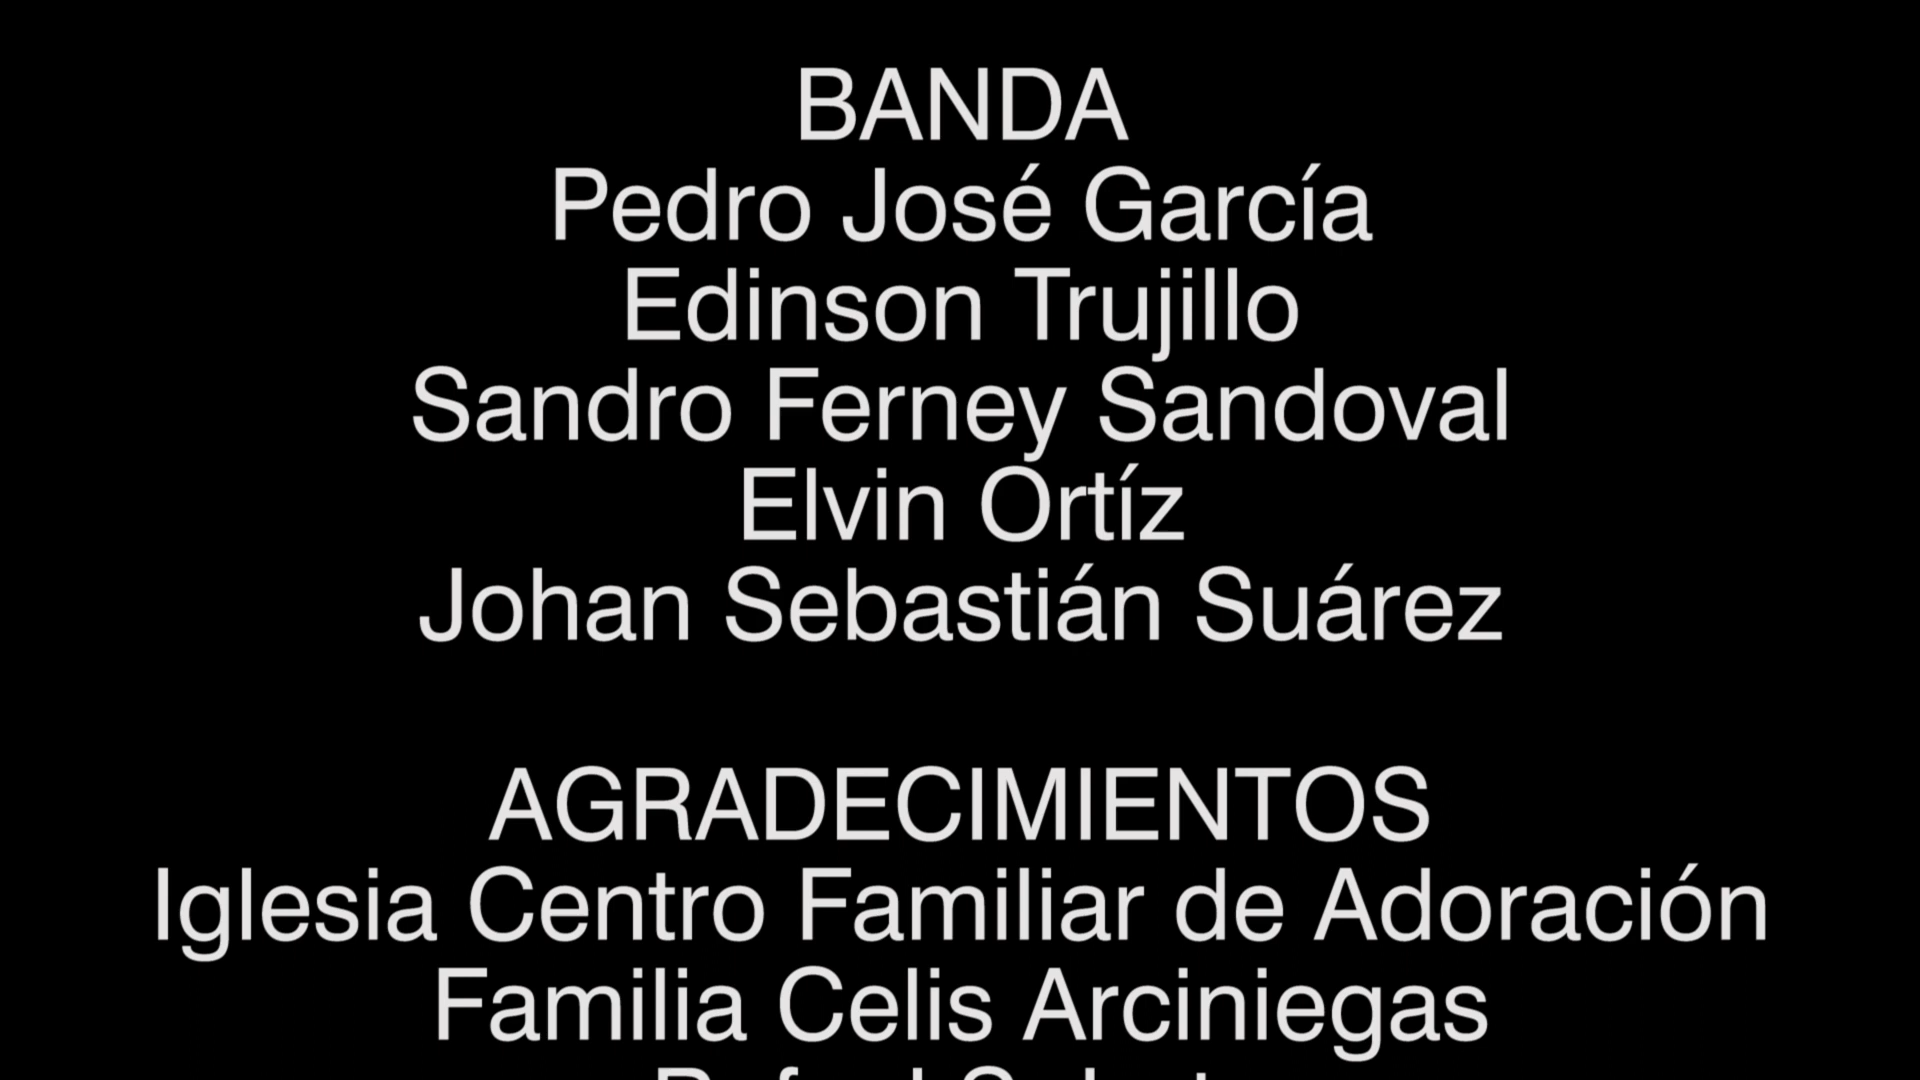 BANDA
Pedro José García
Edinson Trujillo
Sandro Ferney Sandoval
Elvin Ortíz
Johan Sebastián Suárez
AGRADECIMIENTOS
Iglesia Centro Familiar de Adoración
Familia Celis Arciniegas